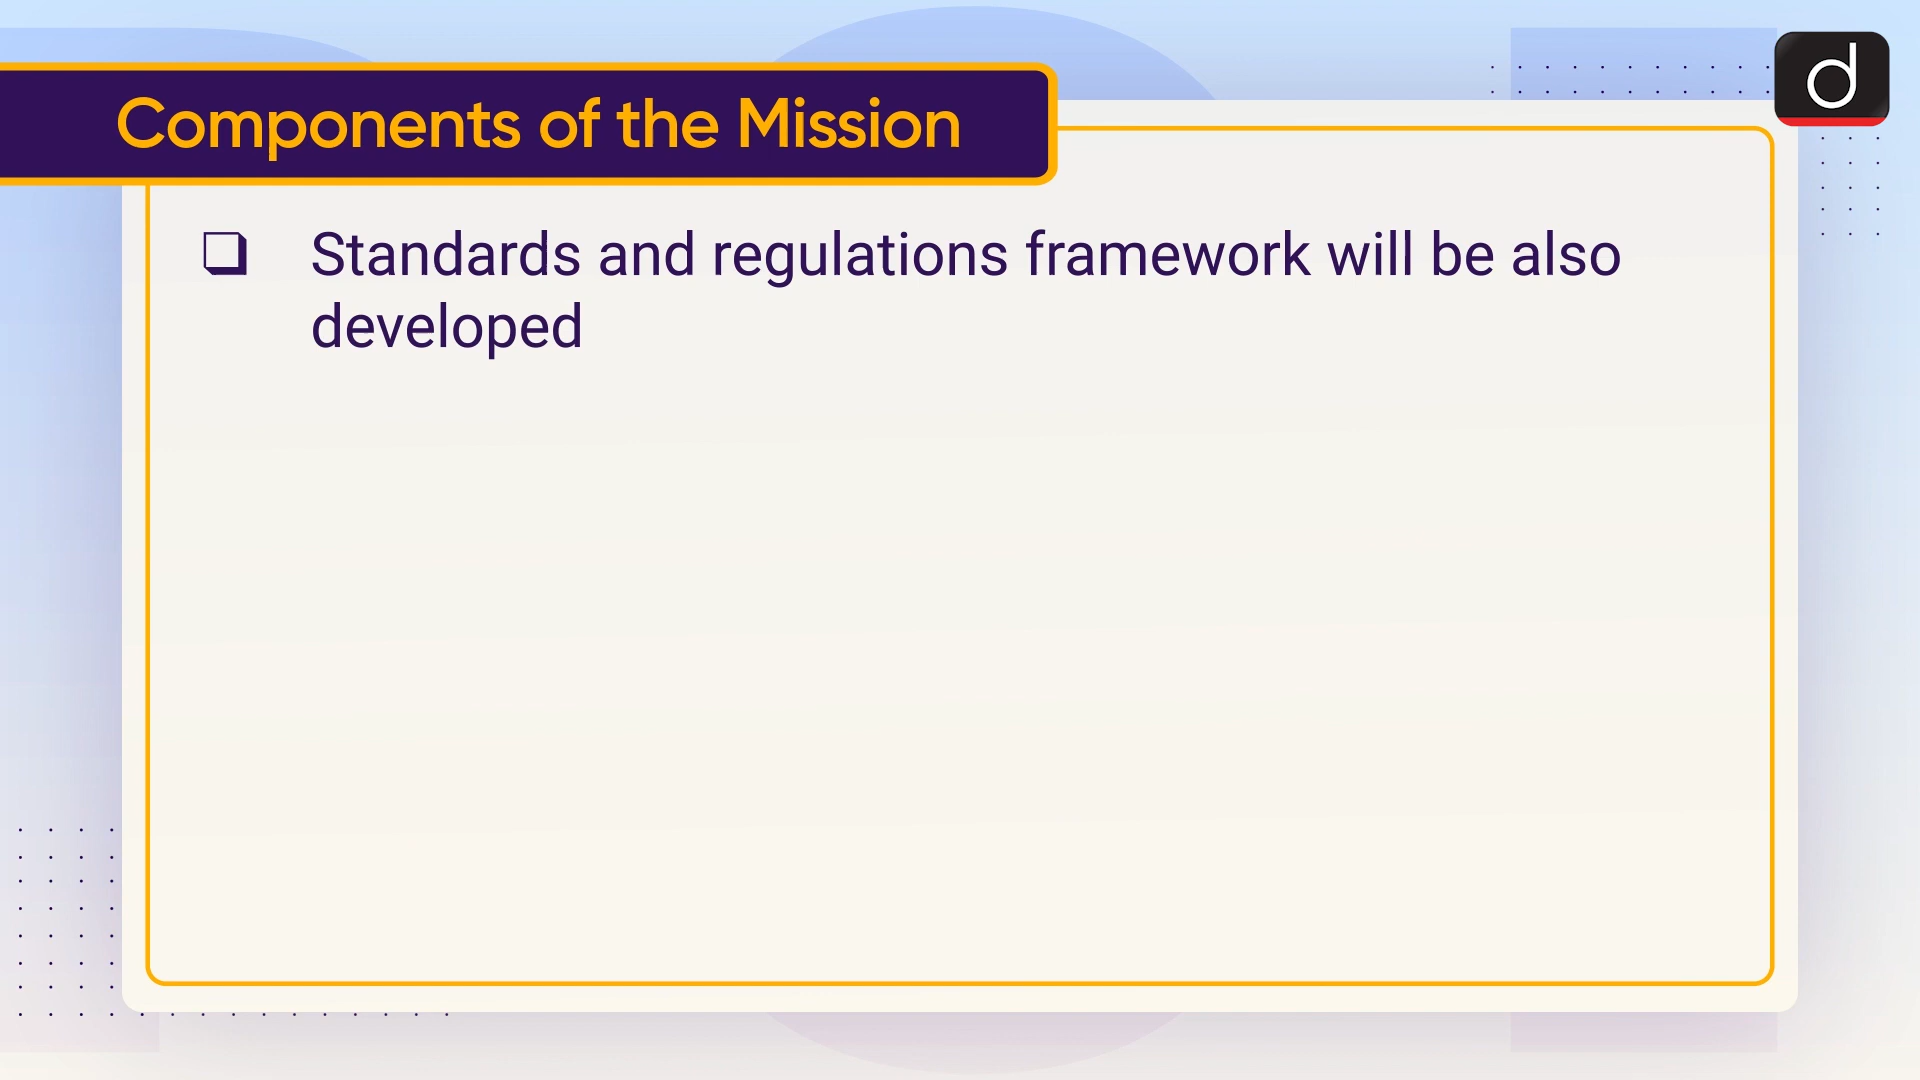 Components of the Mission
❑ Standards and regulations framework will be also
developed
d